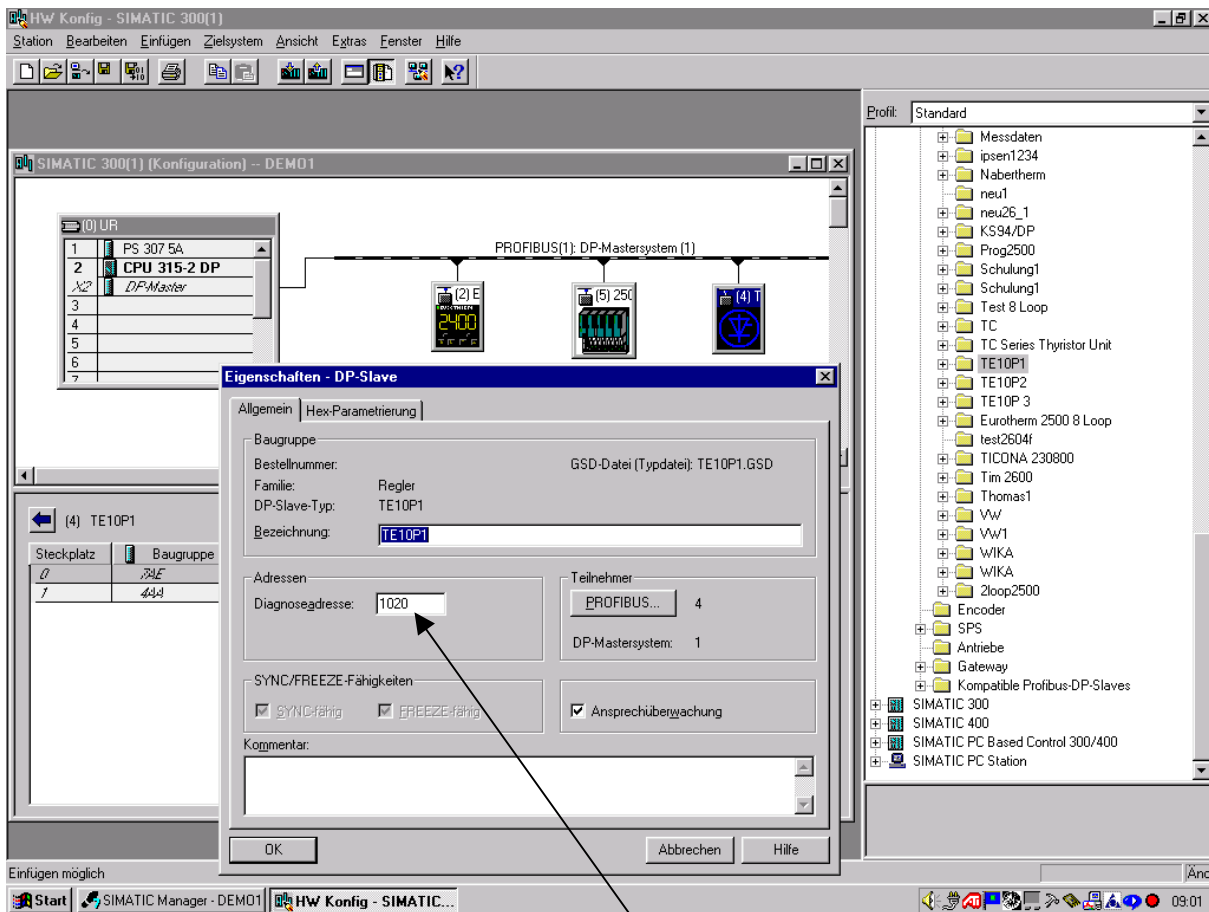 HW Konfig - SIMATIC 300(1)
Station Bearbeiten Einfügen Zielsystem Ansicht Extras Fenster Hilfe
SIMATIC 300(1) (Konfiguration) -- DEMO1
(0) UR
1 PS 307 5A
2 CPU 315-2 DP
X2 DP-Master
3
4
5
6
7
PROFIBUS(1): DP-Mastersystem (1)
(2) E
2400
(5) 250
(4) T
(4) TE10P1
Steckplatz Baugruppe
0 3AE
1 4AA
Eigenschaften - DP-Slave
Allgemein Hex-Parametrierung
Baugruppe
Bestellnummer: GSD-Datei (Typdatei): TE10P1.GSD
Familie: Regler
DP-Slave-Typ: TE10P1
Bezeichnung: TE10P1
Adressen
Diagnoseadresse: 1020
Teilnehmer
PROFIBUS... 4
DP-Mastersystem: 1
SYNC/FREEZE-Fähigkeiten
SYNC-fähig FREEZE-fähig
Ansprechüberwachung
Kommentar:
OK Abbrechen Hilfe
Profil: Standard
Messdaten
ipsen1234
Nabertherm
neu1
neu26_1
KS94/DP
Prog2500
Schulung1
Schulung1
Test 8 Loop
TC
TC Series Thyristor Unit
TE10P1
TE10P2
TE10P 3
Eurotherm 2500 8 Loop
test2604f
TICONA 230800
Tim 2600
Thomas1
VW
VW1
WIKA
WIKA
2loop2500
Encoder
SPS
Antriebe
Gateway
Kompatible Profibus-DP-Slaves
SIMATIC 300
SIMATIC 400
SIMATIC PC Based Control 300/400
SIMATIC PC Station
Einfügen möglich Änd
Start SIMATIC Manager - DEMO1 HW Konfig - SIMATIC... 09:01